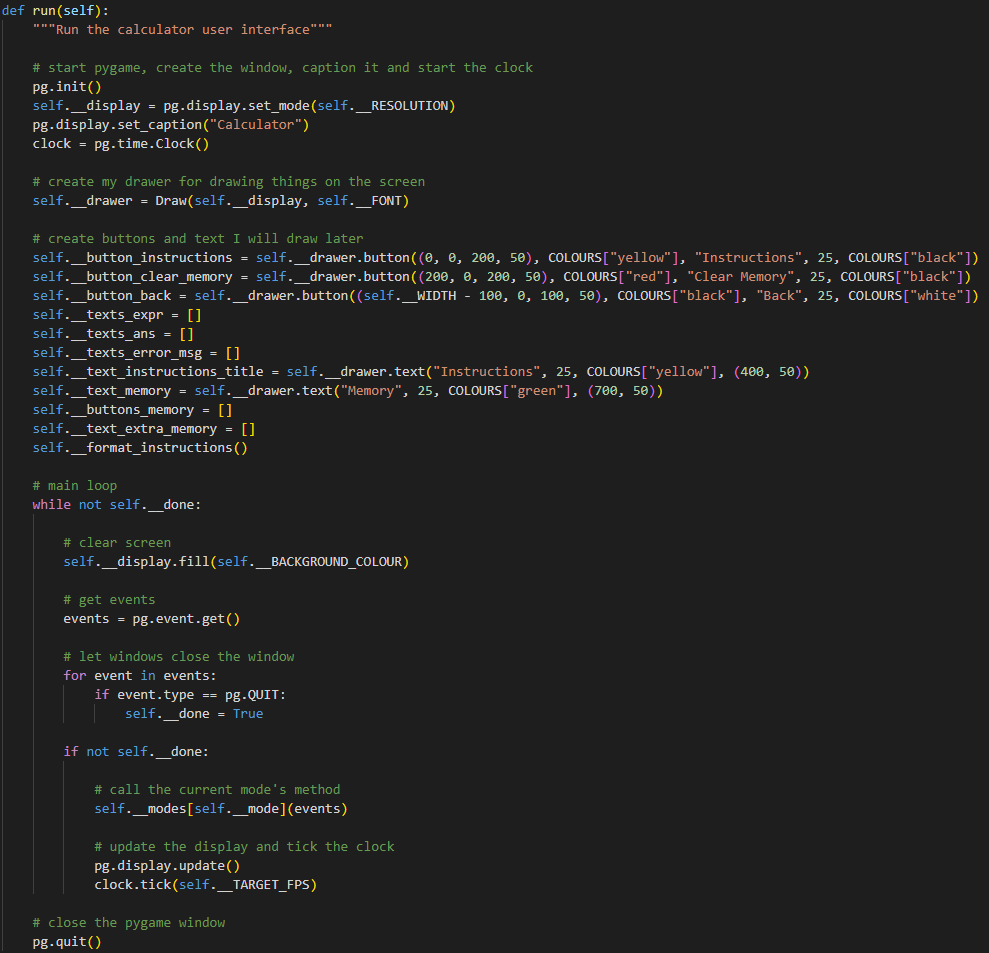 def run(self):
    """Run the calculator user interface"""

    # start pygame, create the window, caption it and start the clock
    pg.init()
    self.__display = pg.display.set_mode(self.__RESOLUTION)
    pg.display.set_caption("Calculator")
    clock = pg.time.Clock()

    # create my drawer for drawing things on the screen
    self.__drawer = Draw(self.__display, self.__FONT)

    # create buttons and text I will draw later
    self.__button_instructions = self.__drawer.button((0, 0, 200, 50), COLOURS["yellow"], "Instructions", 25, COLOURS["black"])
    self.__button_clear_memory = self.__drawer.button((200, 0, 200, 50), COLOURS["red"], "Clear Memory", 25, COLOURS["black"])
    self.__button_back = self.__drawer.button((self.__WIDTH - 100, 0, 100, 50), COLOURS["black"], "Back", 25, COLOURS["white"])
    self.__texts_expr = []
    self.__texts_ans = []
    self.__texts_error_msg = []
    self.__text_instructions_title = self.__drawer.text("Instructions", 25, COLOURS["yellow"], (400, 50))
    self.__text_memory = self.__drawer.text("Memory", 25, COLOURS["green"], (700, 50))
    self.__buttons_memory = []
    self.__text_extra_memory = []
    self.__format_instructions()

    # main loop
    while not self.__done:

        # clear screen
        self.__display.fill(self.__BACKGROUND_COLOUR)

        # get events
        events = pg.event.get()

        # let windows close the window
        for event in events:
            if event.type == pg.QUIT:
                self.__done = True

        if not self.__done:

            # call the current mode's method
            self.__modes[self.__mode](events)

            # update the display and tick the clock
            pg.display.update()
            clock.tick(self.__TARGET_FPS)

    # close the pygame window
    pg.quit()